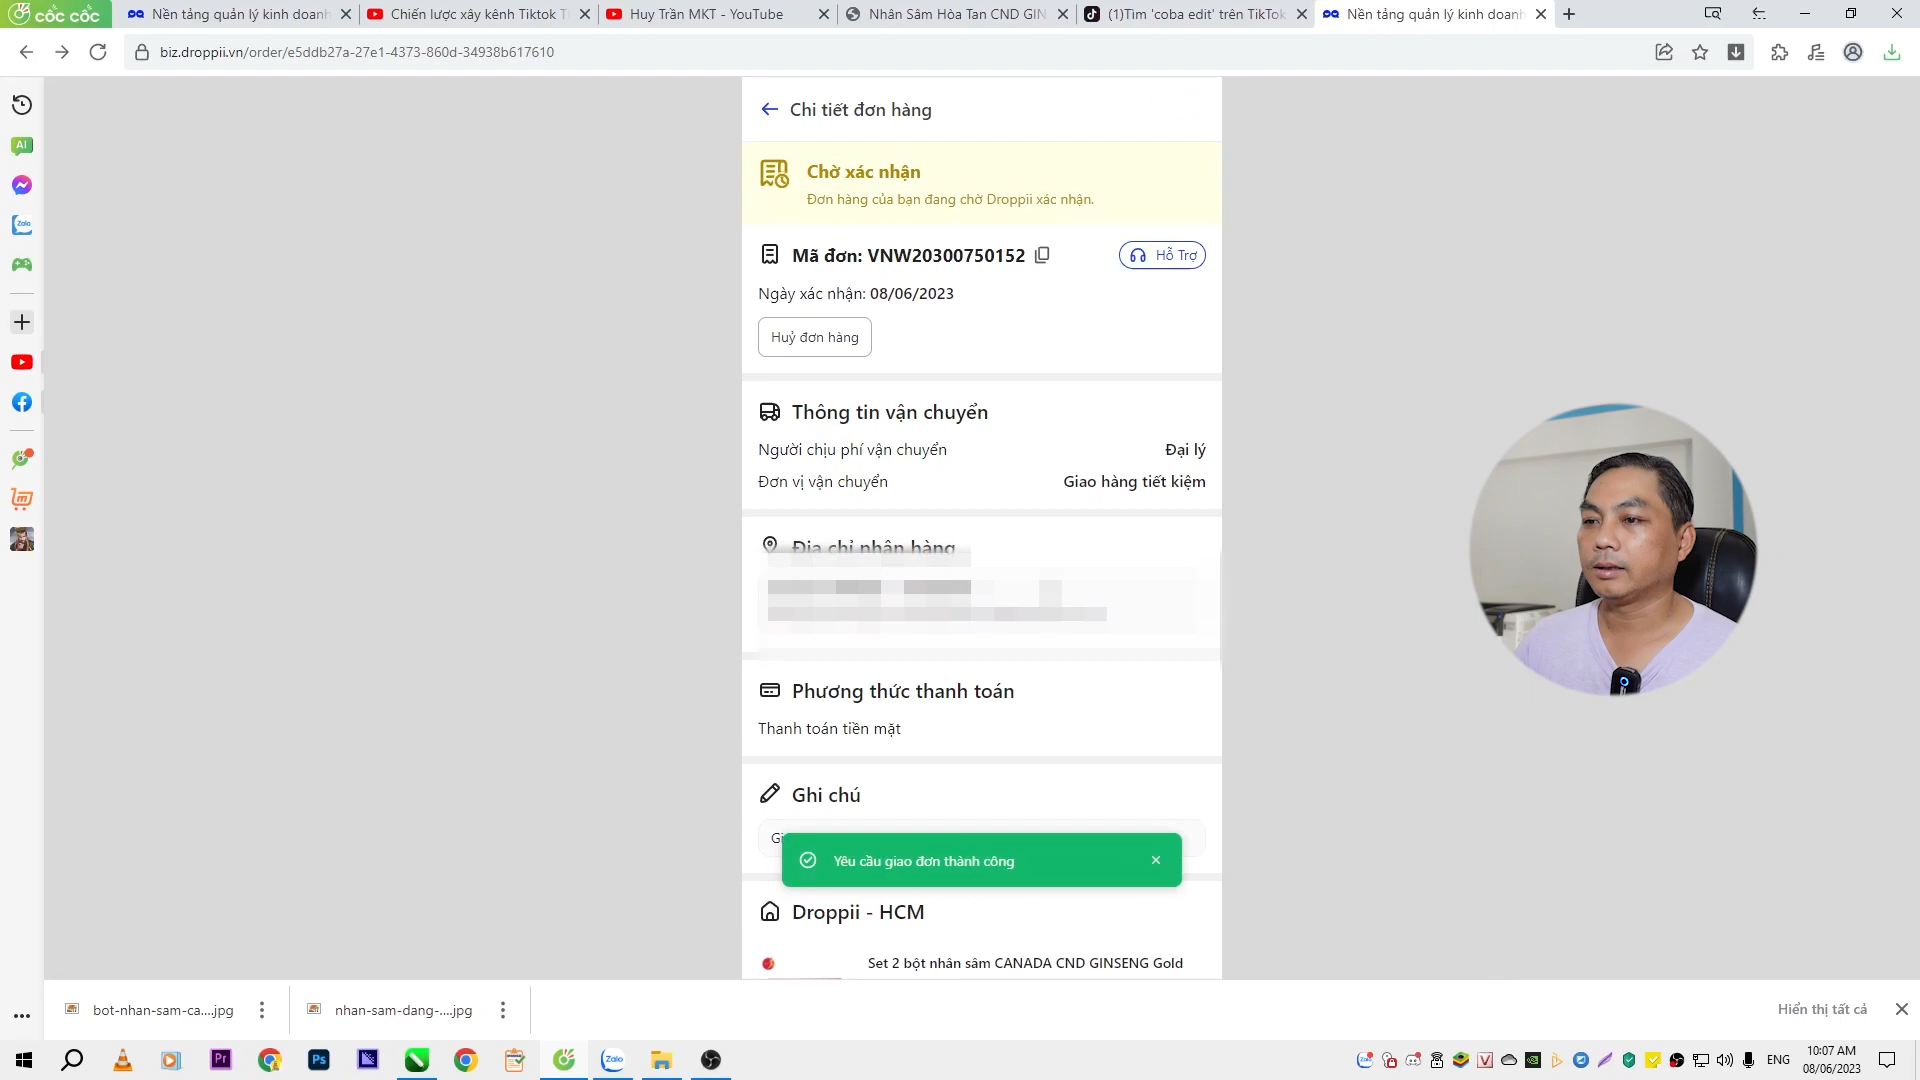 cốc cốc
Nền tảng quản lý kinh doanh
Chiến lược xây kênh Tiktok T
Huy Trần MKT - YouTube
Nhân Sâm Hòa Tan CND GIN
(1)Tìm 'coba edit' trên TikTok
Nền tảng quản lý kinh doanh
biz.droppii.vn/order/e5ddb27a-27e1-4373-860d-34938b617610
AI
Zalo
Chi tiết đơn hàng
Chờ xác nhận
Đơn hàng của bạn đang chờ Droppii xác nhận.
Mã đơn: VNW20300750152
Hỗ Trợ
Ngày xác nhận: 08/06/2023
Huỷ đơn hàng
Thông tin vận chuyển
Người chịu phí vận chuyển
Đại lý
Đơn vị vận chuyển
Giao hàng tiết kiệm
Địa chỉ nhận hàng
Phương thức thanh toán
Thanh toán tiền mặt
Ghi chú
Gi
Yêu cầu giao đơn thành công
Droppii - HCM
Set 2 bột nhân sâm CANADA CND GINSENG Gold
bot-nhan-sam-ca....jpg
nhan-sam-dang-....jpg
Hiển thị tất cả
Pr
Ps
Zalo
ENG
10:07 AM
08/06/2023